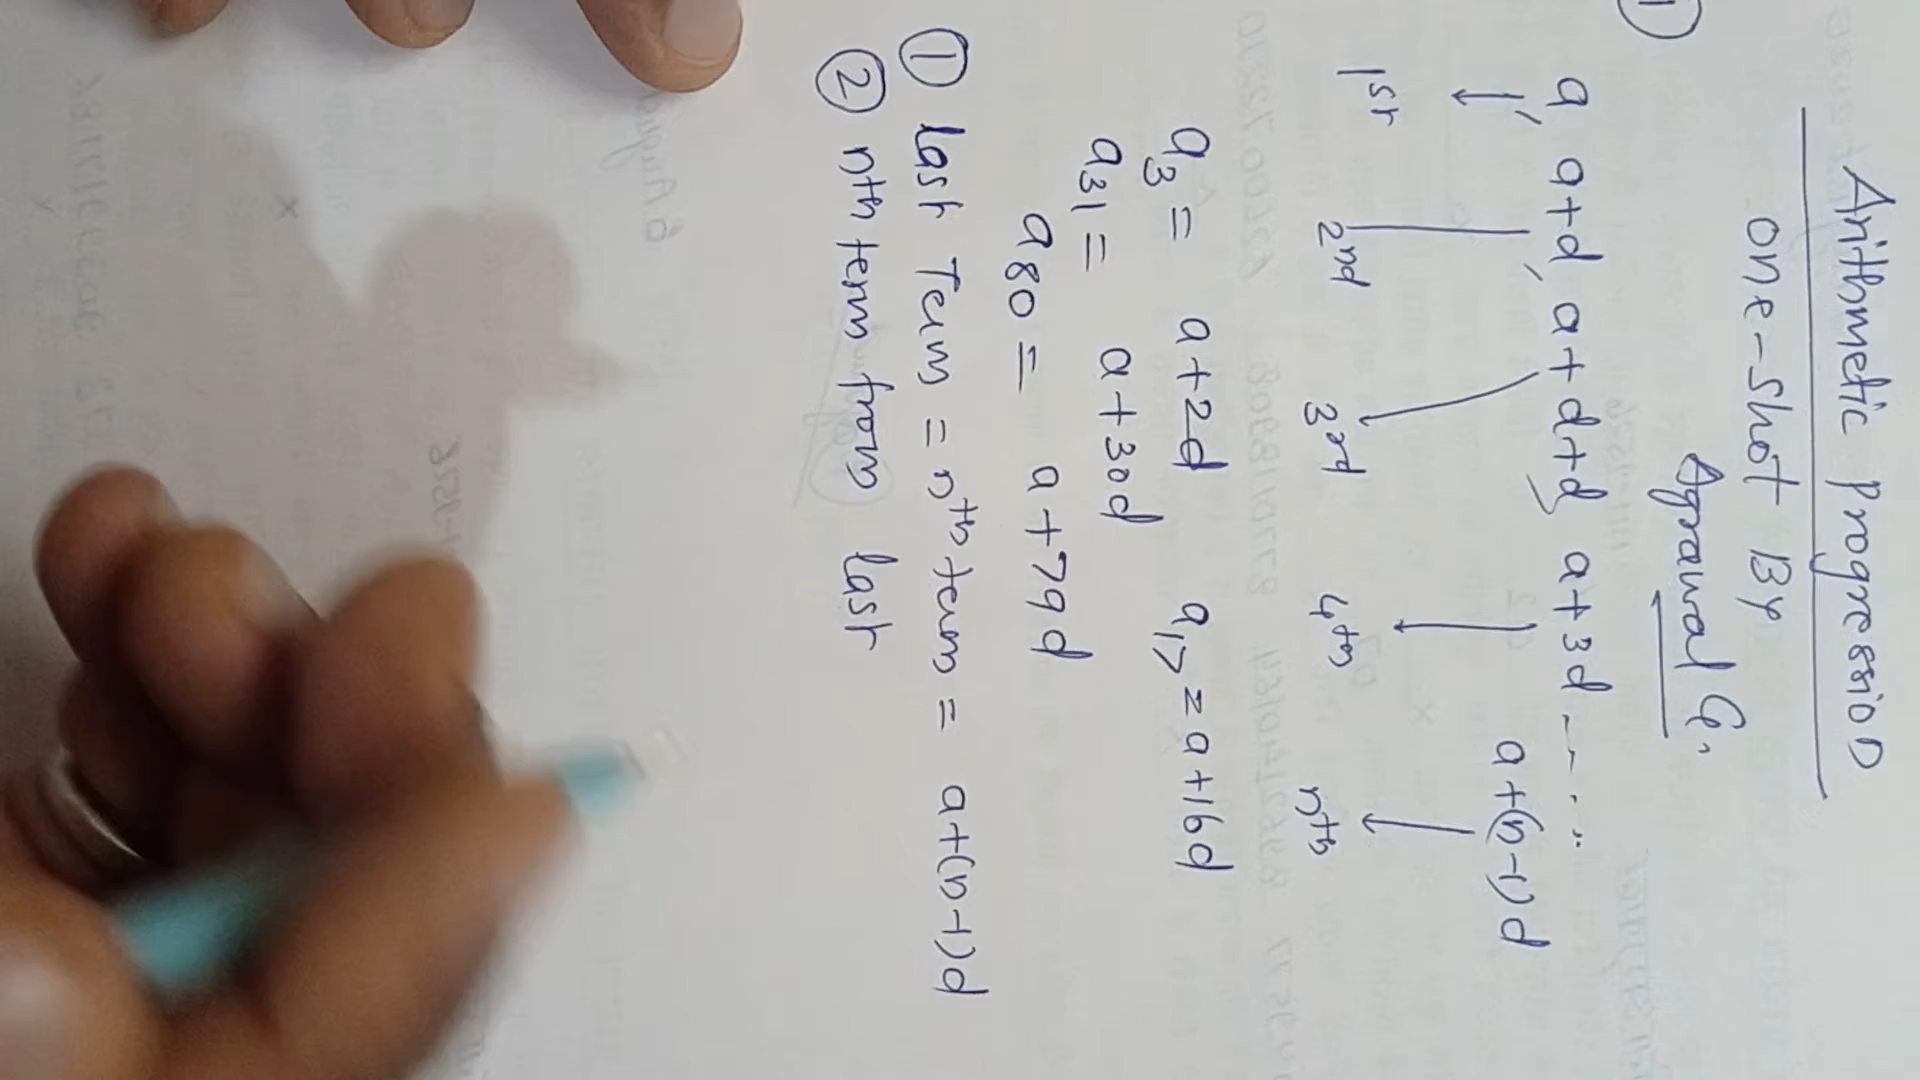 Arithmetic Progression
one-shot By
Agrawal G.
1
a, a+d, a+d+d, a+3d - - . ..
a+(n-1)d
1st 2nd 3rd 4th nth
a3 = a+2d a17 = a+16d
a31 = a+30d
a80 = a+79d
① last Term = nth term = a+(n-1)d
② nth term from last